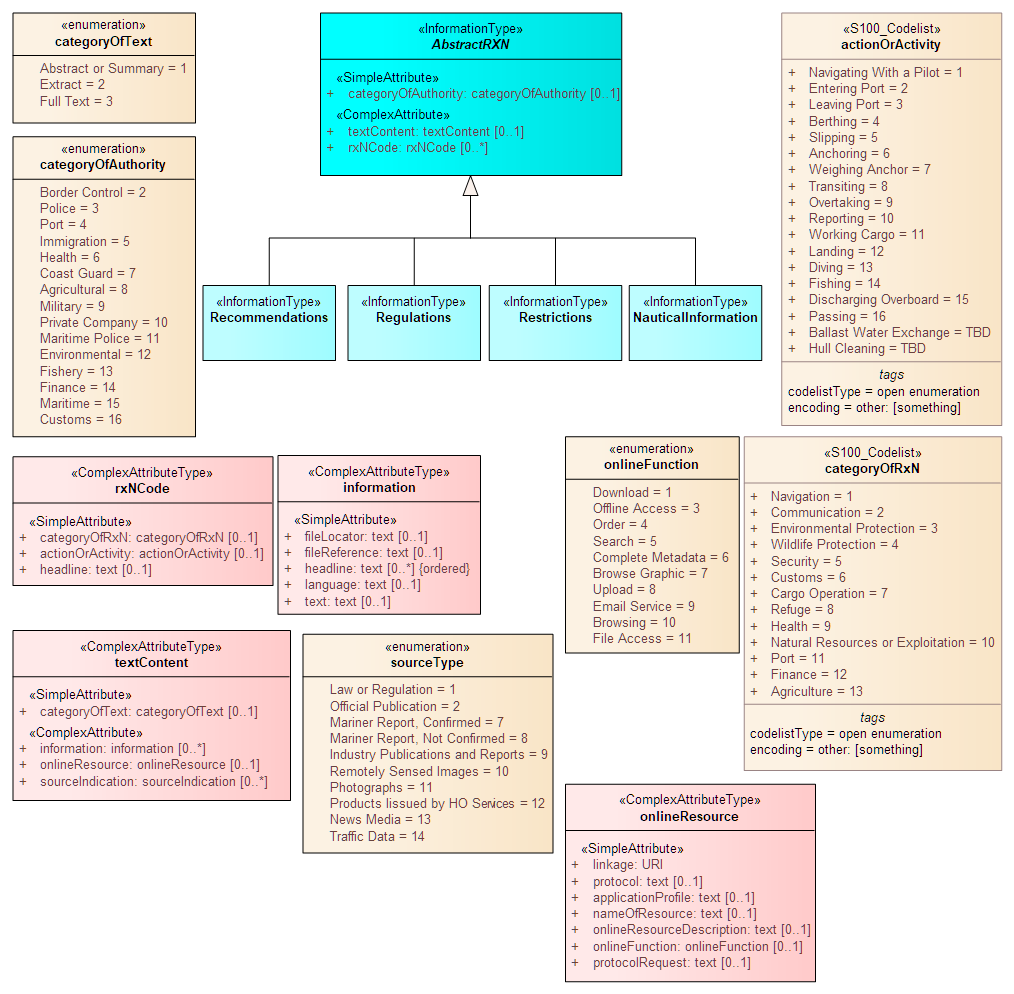 «enumeration»
categoryOfText
Abstract or Summary = 1
Extract = 2
Full Text = 3
«enumeration»
categoryOfAuthority
Border Control = 2
Police = 3
Port = 4
Immigration = 5
Health = 6
Coast Guard = 7
Agricultural = 8
Military = 9
Private Company = 10
Maritime Police = 11
Environmental = 12
Fishery = 13
Finance = 14
Maritime = 15
Customs = 16
«InformationType»
AbstractRXN
«SimpleAttribute»
+ categoryOfAuthority: categoryOfAuthority [0..1]
«ComplexAttribute»
+ textContent: textContent [0..1]
+ rxNCode: rxNCode [0..*]
«InformationType»
Recommendations
«InformationType»
Regulations
«InformationType»
Restrictions
«InformationType»
NauticalInformation
«S100_Codelist»
actionOrActivity
+ Navigating With a Pilot = 1
+ Entering Port = 2
+ Leaving Port = 3
+ Berthing = 4
+ Slipping = 5
+ Anchoring = 6
+ Weighing Anchor = 7
+ Transiting = 8
+ Overtaking = 9
+ Reporting = 10
+ Working Cargo = 11
+ Landing = 12
+ Diving = 13
+ Fishing = 14
+ Discharging Overboard = 15
+ Passing = 16
+ Ballast Water Exchange = TBD
+ Hull Cleaning = TBD
tags
codelistType = open enumeration
encoding = other: [something]
«ComplexAttributeType»
rxNCode
«SimpleAttribute»
+ categoryOfRxN: categoryOfRxN [0..1]
+ actionOrActivity: actionOrActivity [0..1]
+ headline: text [0..1]
«ComplexAttributeType»
information
«SimpleAttribute»
+ fileLocator: text [0..1]
+ fileReference: text [0..1]
+ headline: text [0..*] {ordered}
+ language: text [0..1]
+ text: text [0..1]
«enumeration»
onlineFunction
Download = 1
Offline Access = 3
Order = 4
Search = 5
Complete Metadata = 6
Browse Graphic = 7
Upload = 8
Email Service = 9
Browsing = 10
File Access = 11
«S100_Codelist»
categoryOfRxN
+ Navigation = 1
+ Communication = 2
+ Environmental Protection = 3
+ Wildlife Protection = 4
+ Security = 5
+ Customs = 6
+ Cargo Operation = 7
+ Refuge = 8
+ Health = 9
+ Natural Resources or Exploitation = 10
+ Port = 11
+ Finance = 12
+ Agriculture = 13
tags
codelistType = open enumeration
encoding = other: [something]
«ComplexAttributeType»
textContent
«SimpleAttribute»
+ categoryOfText: categoryOfText [0..1]
«ComplexAttribute»
+ information: information [0..*]
+ onlineResource: onlineResource [0..1]
+ sourceIndication: sourceIndication [0..*]
«enumeration»
sourceType
Law or Regulation = 1
Official Publication = 2
Mariner Report, Confirmed = 7
Mariner Report, Not Confirmed = 8
Industry Publications and Reports = 9
Remotely Sensed Images = 10
Photographs = 11
Products Iissued by HO Services = 12
News Media = 13
Traffic Data = 14
«ComplexAttributeType»
onlineResource
«SimpleAttribute»
+ linkage: URI
+ protocol: text [0..1]
+ applicationProfile: text [0..1]
+ nameOfResource: text [0..1]
+ onlineResourceDescription: text [0..1]
+ onlineFunction: onlineFunction [0..1]
+ protocolRequest: text [0..1]